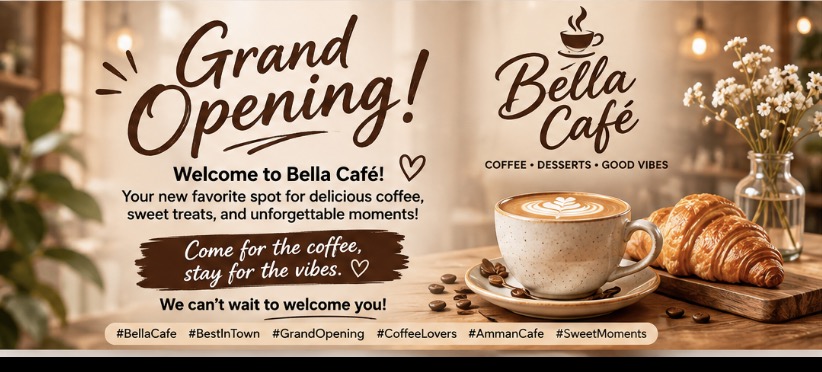 Grand
Opening!
Welcome to Bella Café!
Your new favorite spot for delicious coffee,
sweet treats, and unforgettable moments!
Come for the coffee,
stay for the vibes.
We can't wait to welcome you!
Bella
Café
COFFEE • DESSERTS • GOOD VIBES
#BellaCafe #BestInTown #GrandOpening #CoffeeLovers #AmmanCafe #SweetMoments